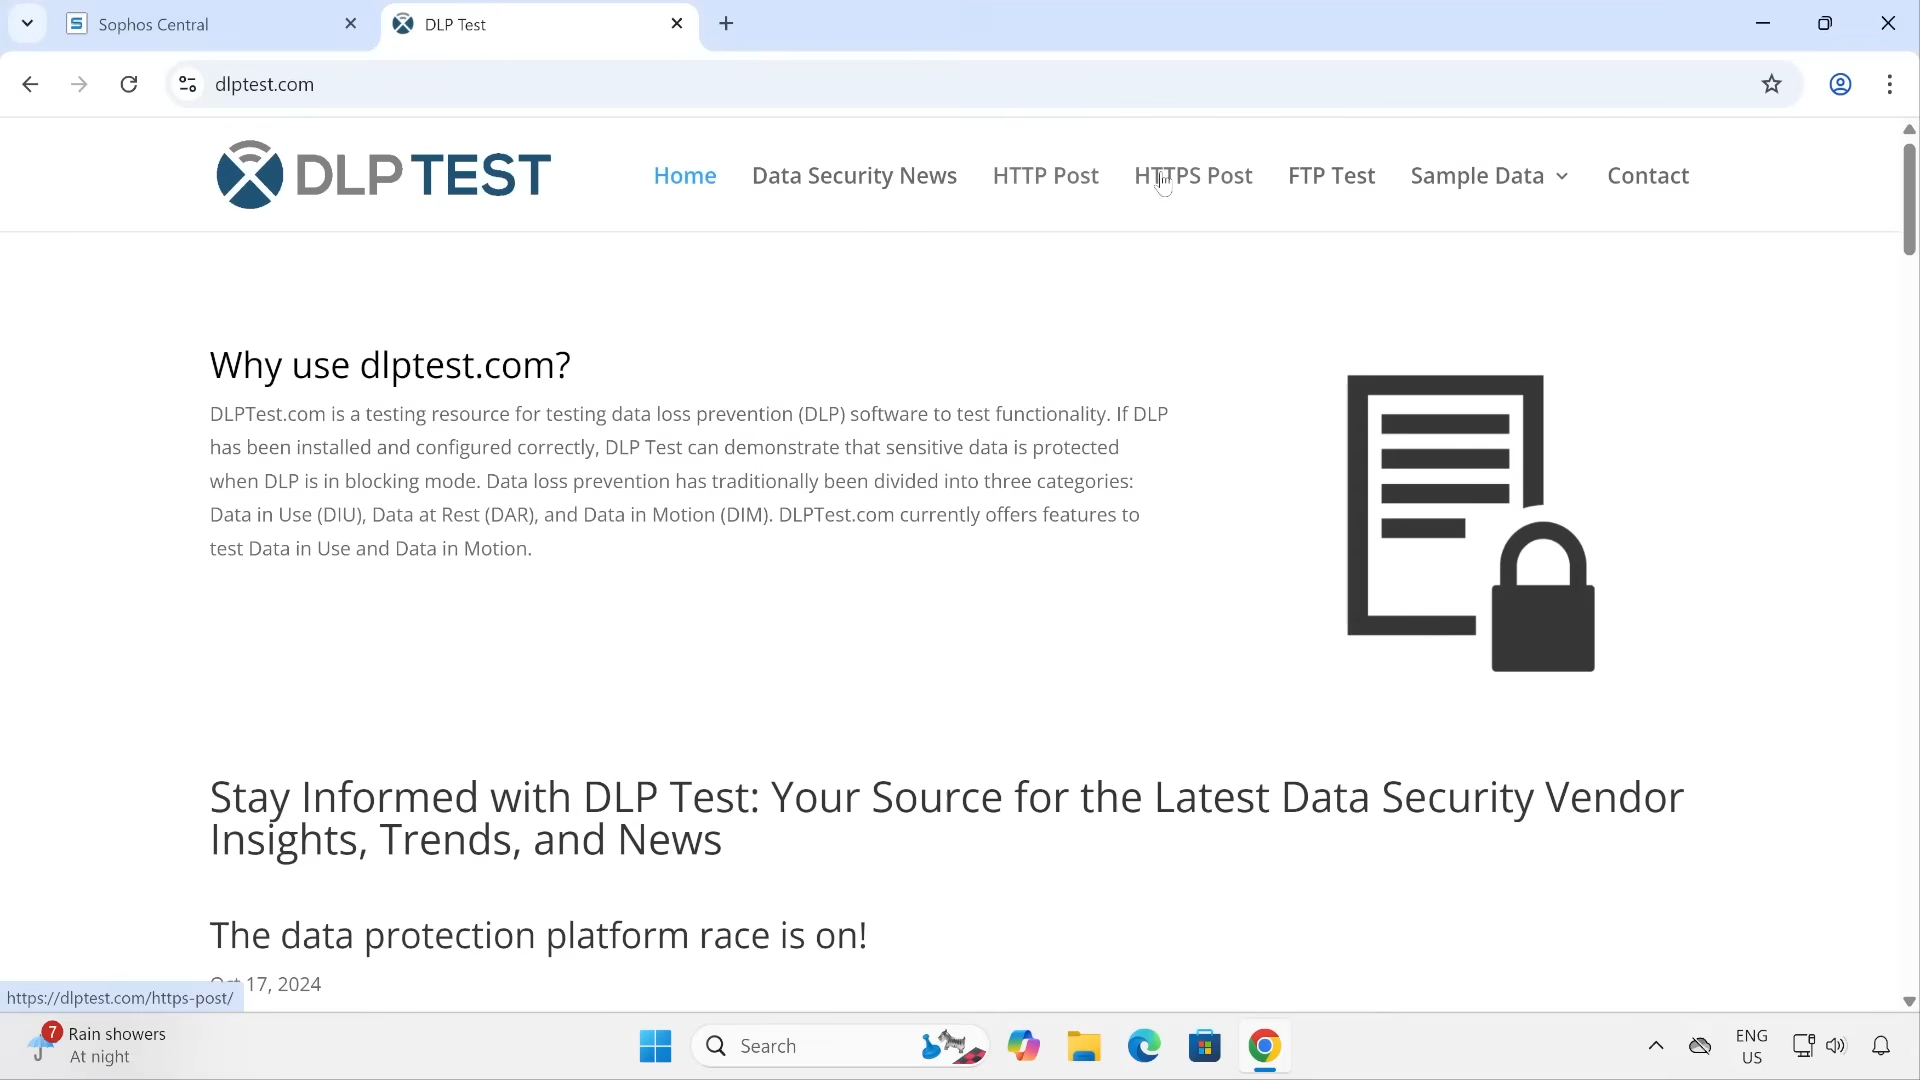 Sophos Central
DLP Test
dlptest.com
DLP TEST
Home
Data Security News
HTTP Post
HTTPS Post
FTP Test
Sample Data
Contact
Why use dlptest.com?
DLPTest.com is a testing resource for testing data loss prevention (DLP) software to test functionality. If DLP
has been installed and configured correctly, DLP Test can demonstrate that sensitive data is protected
when DLP is in blocking mode. Data loss prevention has traditionally been divided into three categories:
Data in Use (DIU), Data at Rest (DAR), and Data in Motion (DIM). DLPTest.com currently offers features to
test Data in Use and Data in Motion.
Stay Informed with DLP Test: Your Source for the Latest Data Security Vendor
Insights, Trends, and News
The data protection platform race is on!
Oct 17, 2024
https://dlptest.com/https-post/
7
Rain showers
At night
Search
ENG
US